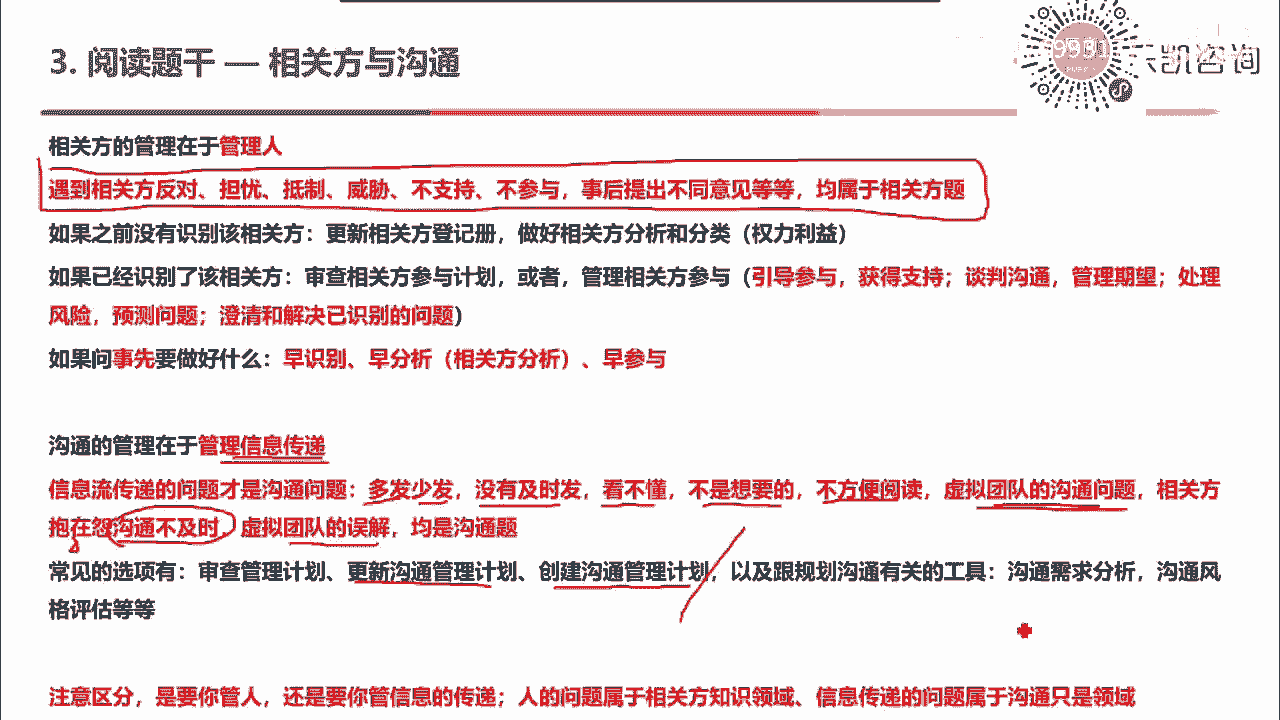 3. 阅读题干 — 相关方与沟通
凯咨询
相关方的管理在于管理人
遇到相关方反对、担忧、抵制、威胁、不支持、不参与，事后提出不同意见等等，均属于相关方题
如果之前没有识别该相关方：更新相关方登记册，做好相关方分析和分类（权力利益）
如果已经识别了该相关方：审查相关方参与计划，或者，管理相关方参与（引导参与，获得支持；谈判沟通，管理期望；处理
风险，预测问题；澄清和解决已识别的问题）
如果问事先要做好什么：早识别、早分析（相关方分析）、早参与
沟通的管理在于管理信息传递
信息流传递的问题才是沟通问题：多发少发，没有及时发，看不懂，不是想要的，不方便阅读，虚拟团队的沟通问题，相关方
抱在怨沟通不及时，虚拟团队的误解，均是沟通题
常见的选项有：审查管理计划、更新沟通管理计划、创建沟通管理计划，以及跟规划沟通有关的工具：沟通需求分析，沟通风
格评估等等
注意区分，是要你管人，还是要你管信息的传递；人的问题属于相关方知识领域、信息传递的问题属于沟通只是领域